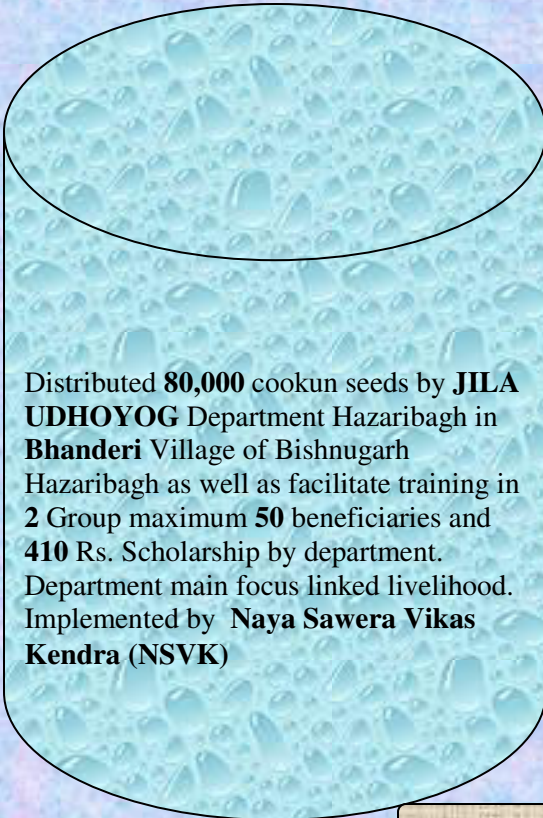 Distributed 80,000 cookun seeds by JILA
UDHOYOG Department Hazaribagh in
Bhanderi Village of Bishnugarh
Hazaribagh as well as facilitate training in
2 Group maximum 50 beneficiaries and
410 Rs. Scholarship by department.
Department main focus linked livelihood.
Implemented by Naya Sawera Vikas
Kendra (NSVK)